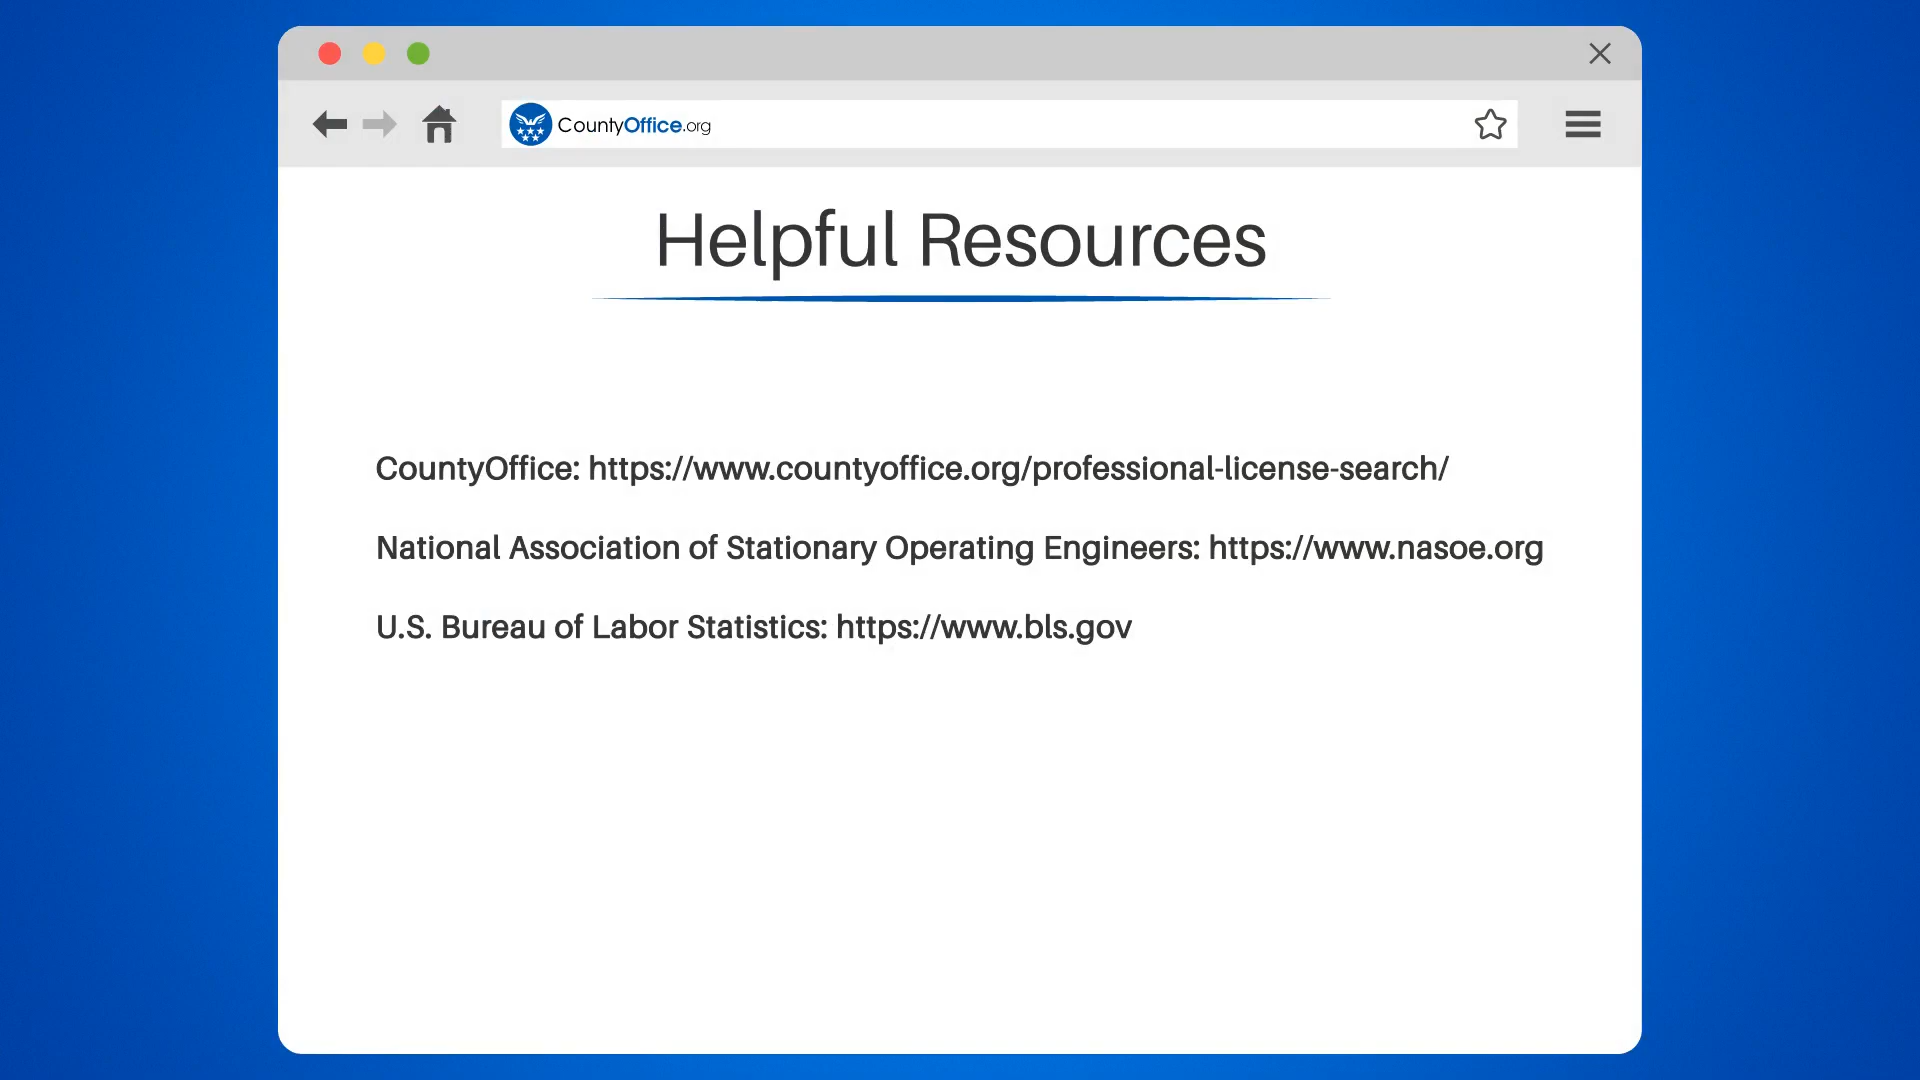 CountyOffice.org
Helpful Resources
CountyOffice: https://www.countyoffice.org/professional-license-search/
National Association of Stationary Operating Engineers: https://www.nasoe.org
U.S. Bureau of Labor Statistics: https://www.bls.gov